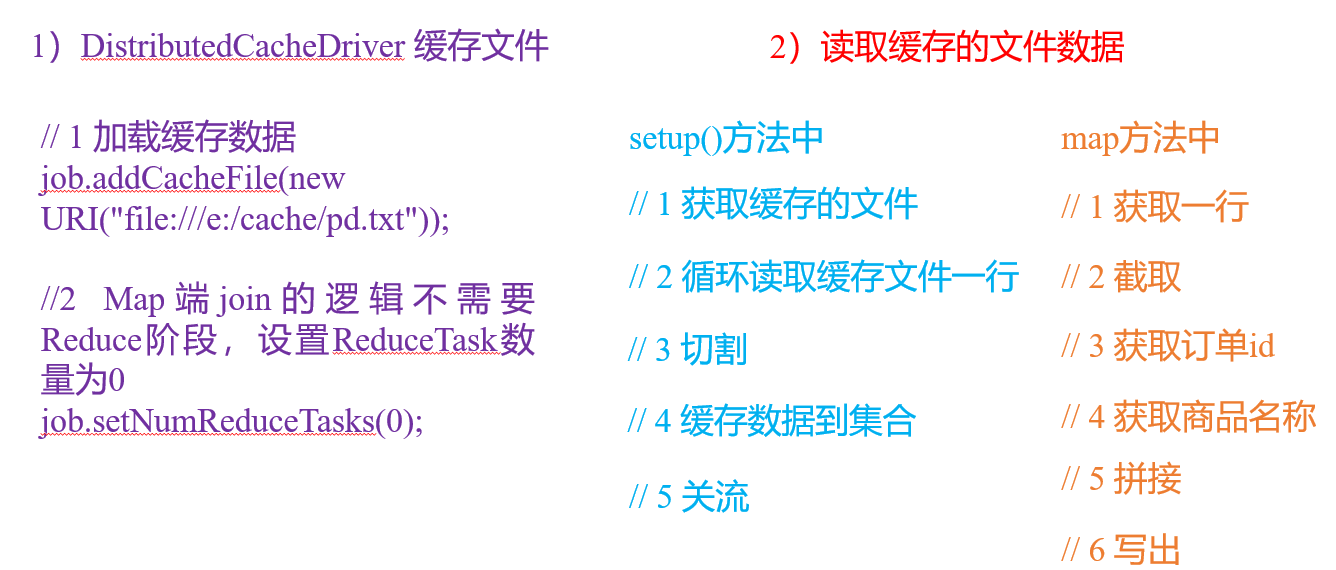 1）DistributedCacheDriver 缓存文件
// 1 加载缓存数据
job.addCacheFile(new
URI("file:///e:/cache/pd.txt"));
//2 Map 端 join 的 逻 辑 不 需 要
Reduce阶段，设置ReduceTask数
量为0
job.setNumReduceTasks(0);
2）读取缓存的文件数据
setup()方法中
// 1 获取缓存的文件
// 2 循环读取缓存文件一行
// 3 切割
// 4 缓存数据到集合
// 5 关流
map方法中
// 1 获取一行
// 2 截取
// 3 获取订单id
// 4 获取商品名称
// 5 拼接
// 6 写出